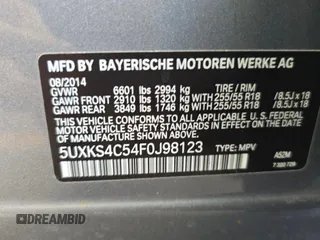 MFD BY BAYERISCHE MOTOREN WERKE AG
08/2014
GVWR 6601 lbs 2994 kg TIRE / RIM
GAWR FRONT 2910 lbs 1320 kg WITH 255/55 R18 /8.5J x 18
GAWR REAR 3849 lbs 1746 kg WITH 255/55 R18 /8.5J x 18
THIS VEHICLE CONFORMS TO ALL APPLICABLE U. S. FEDERAL
MOTOR VEHICLE SAFETY STANDARDS IN EFFECT ON THE
DATE OF MANUFACTURE SHOWN ABOVE.
5UXKS4C54F0J98123 TYPE: MPV
ASZM
DREAMBID